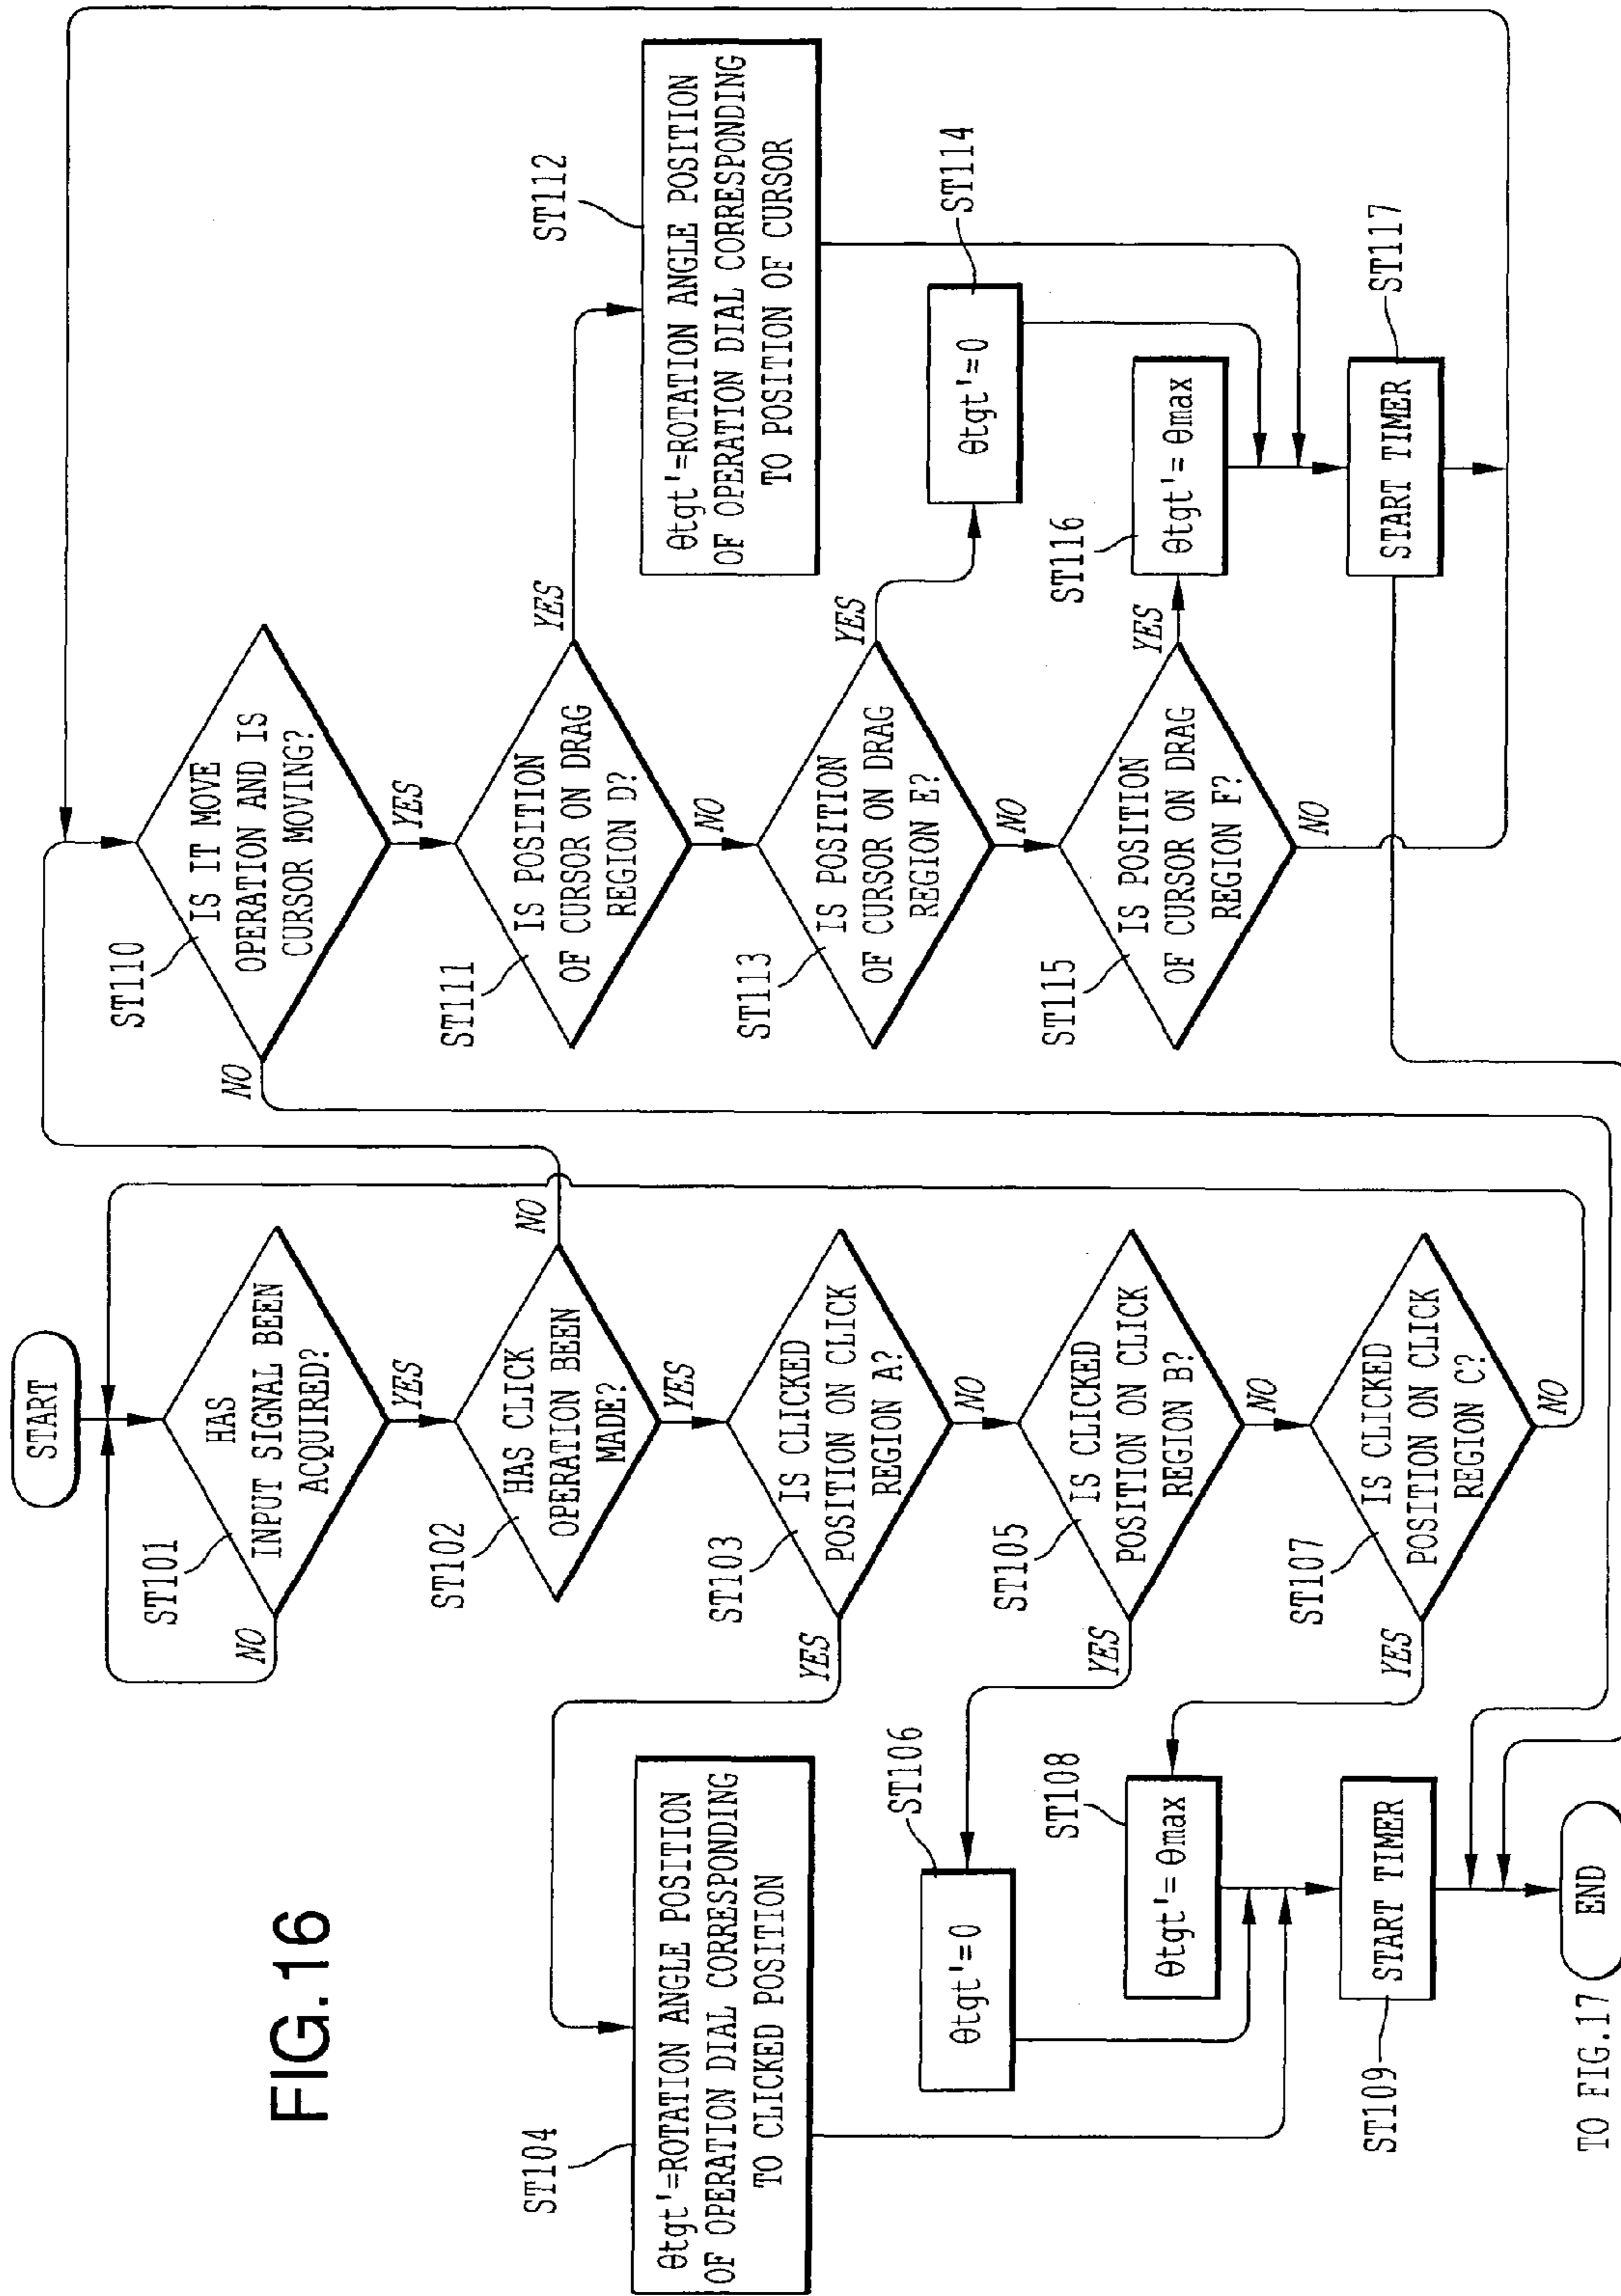 FIG.16
START
ST101
HAS
INPUT SIGNAL BEEN
ACQUIRED?
NO
YES
ST102
HAS CLICK
OPERATION BEEN
MADE?
NO
YES
ST103
IS CLICKED
POSITION ON CLICK
REGION A?
YES
NO
ST104
θtgt'=ROTATION ANGLE POSITION
OF OPERATION DIAL CORRESPONDING
TO CLICKED POSITION
ST105
IS CLICKED
POSITION ON CLICK
REGION B?
YES
NO
ST106
θtgt'=0
ST107
IS CLICKED
POSITION ON CLICK
REGION C?
YES
NO
ST108
θtgt'= θmax
ST109
START TIMER
TO FIG.17
END
ST110
IS IT MOVE
OPERATION AND IS
CURSOR MOVING?
NO
YES
ST111
IS POSITION
OF CURSOR ON DRAG
REGION D?
YES
NO
ST112
θtgt'=ROTATION ANGLE POSITION
OF OPERATION DIAL CORRESPONDING
TO POSITION OF CURSOR
ST113
IS POSITION
OF CURSOR ON DRAG
REGION E?
YES
NO
ST114
θtgt'=0
ST115
IS POSITION
OF CURSOR ON DRAG
REGION F?
YES
NO
ST116
θtgt'= θmax
START TIMER
ST117